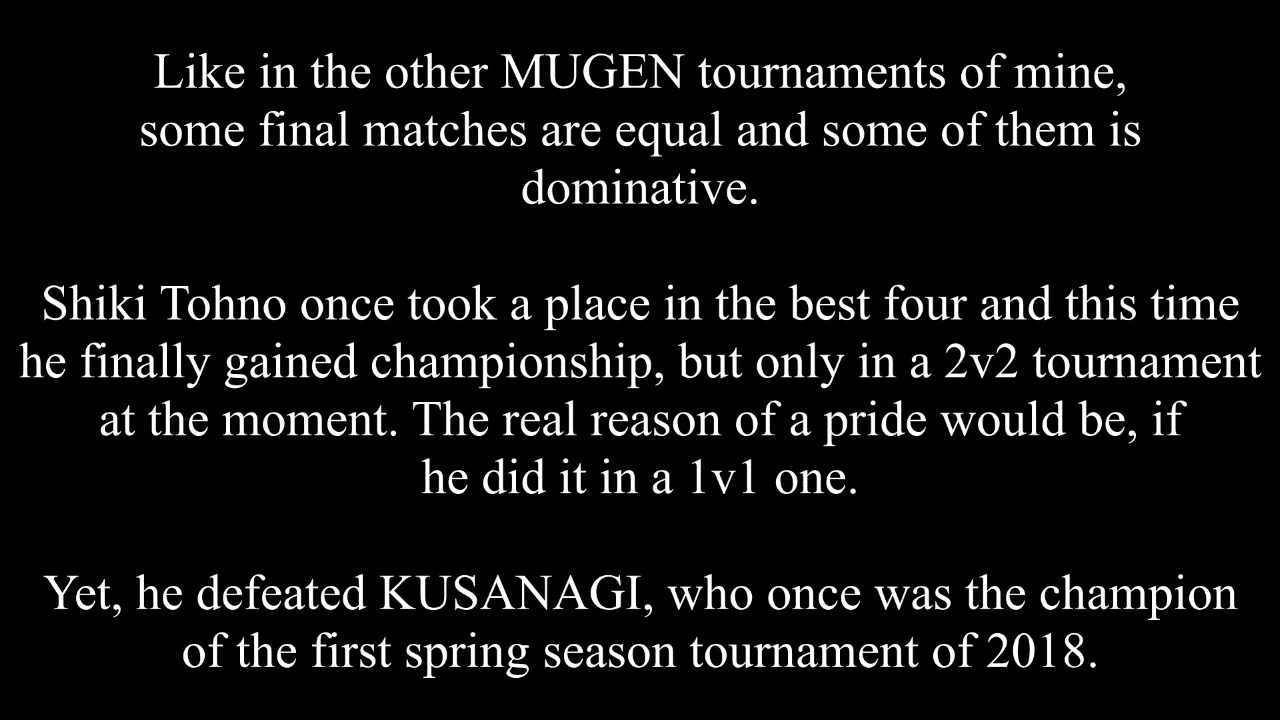 Like in the other MUGEN tournaments of mine,
some final matches are equal and some of them is
dominative.
Shiki Tohno once took a place in the best four and this time
he finally gained championship, but only in a 2v2 tournament
at the moment. The real reason of a pride would be, if
he did it in a 1v1 one.
Yet, he defeated KUSANAGI, who once was the champion
of the first spring season tournament of 2018.